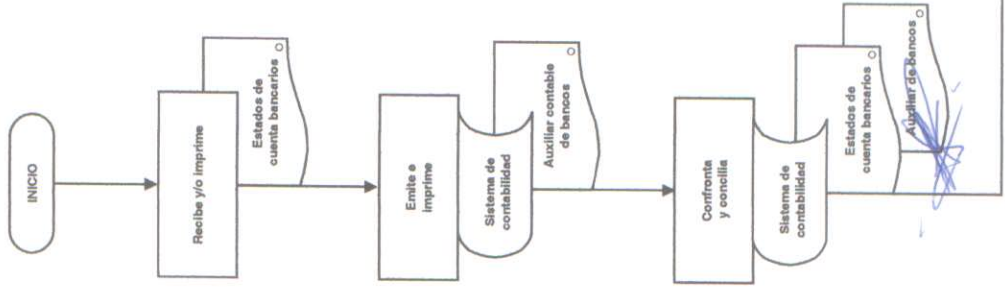 INICIO
Recibe y/o imprime
Estados de
cuenta bancarios
O
Emite e
imprime
Sistema de
contabilidad
Auxiliar contable
de bancos
O
Confronta
y concilia
Sistema de
contabilidad
Estados de
cuenta bancarios
O
Auxiliar de bancos
O